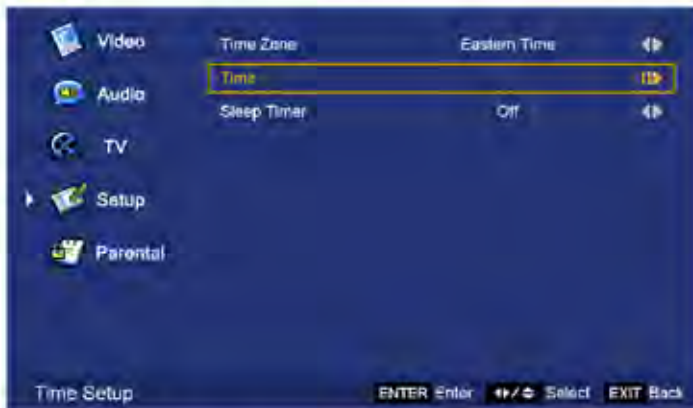 Video
Audio
TV
Setup
Parental
Time Zone Eastern Time
Time
Sleep Timer Off
Time Setup
ENTER Enter Select EXIT Back